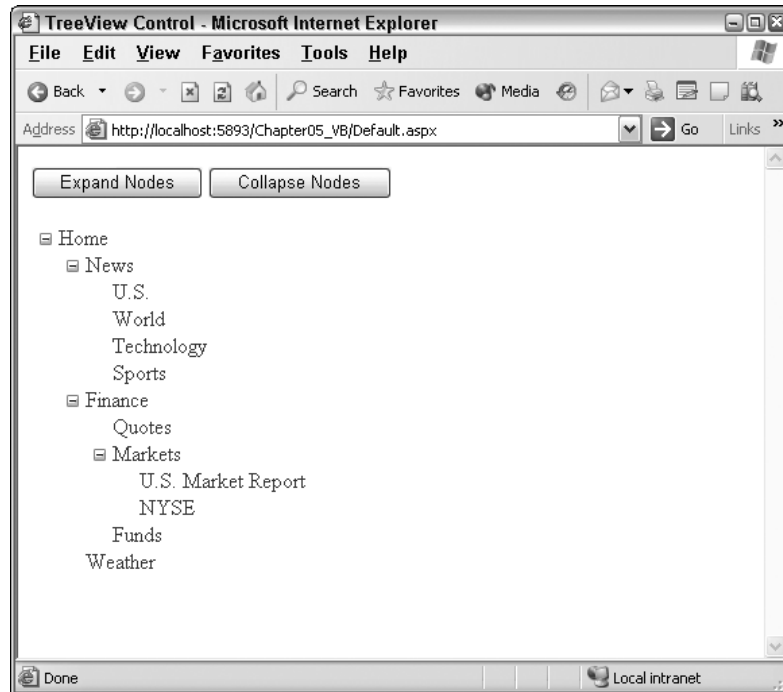 TreeView Control - Microsoft Internet Explorer
File Edit View Favorites Tools Help
Back Search Favorites Media
Address http://localhost:5893/Chapter05_VB/Default.aspx Go Links »
Expand Nodes Collapse Nodes
Home
News
U.S.
World
Technology
Sports
Finance
Quotes
Markets
U.S. Market Report
NYSE
Funds
Weather
Done Local intranet